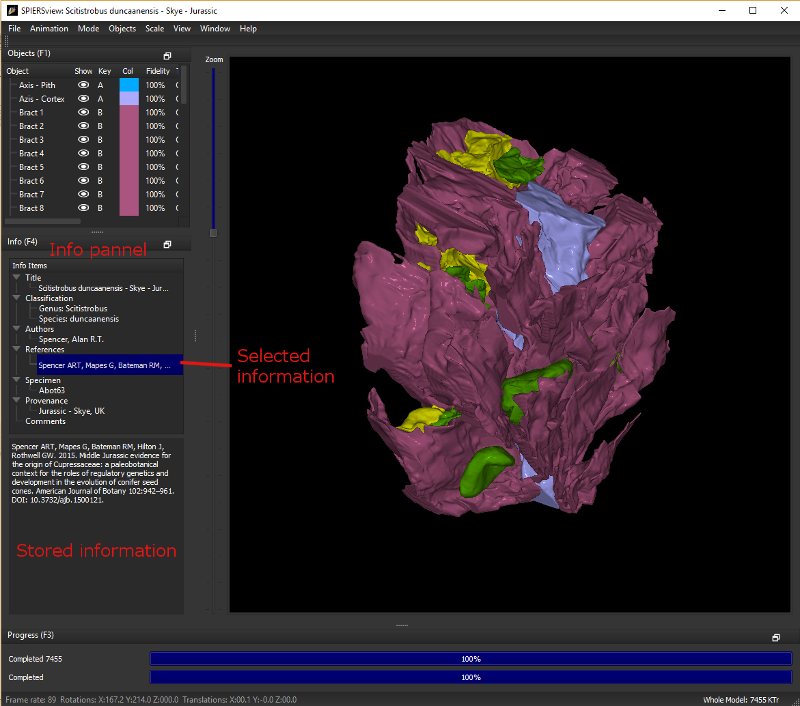 SPIERSview: Scitistrobus duncaanensis - Skye - Jurassic
File Animation Mode Objects Scale View Window Help
Objects (F1)
Zoom
Object Show Key Col Fidelity
Axis - Pith A 100%
Azis - Cortex A 100%
Bract 1 B 100%
Bract 2 B 100%
Bract 3 B 100%
Bract 4 B 100%
Bract 5 B 100%
Bract 6 B 100%
Bract 7 B 100%
Bract 8 B 100%
Info (F4)
Info pannel
Info Items
Title
Scitistrobus duncaanensis - Skye - Jur...
Classification
Genus: Scitistrobus
Species: duncaanensis
Authors
Spencer, Alan R.T.
References
Spencer ART, Mapes G, Bateman RM, ...
Selected
information
Specimen
Abot63
Provenance
Jurassic - Skye, UK
Comments
Spencer ART, Mapes G, Bateman RM, Hilton J,
Rothwell GW. 2015. Middle Jurassic evidence for
the origin of Cupressaceae: a paleobotanical
context for the roles of regulatory genetics and
development in the evolution of conifer seed
cones. American Journal of Botany 102:942–961.
DOI: 10.3732/ajb.1500121.
Stored information
Progress (F3)
Completed 7455 100%
Completed 100%
Frame rate: 89 Rotations: X:167.2 Y:214.0 Z:000.0 Translations: X:00.1 Y:-0.0 Z:00.0
Whole Model: 7455 KTr